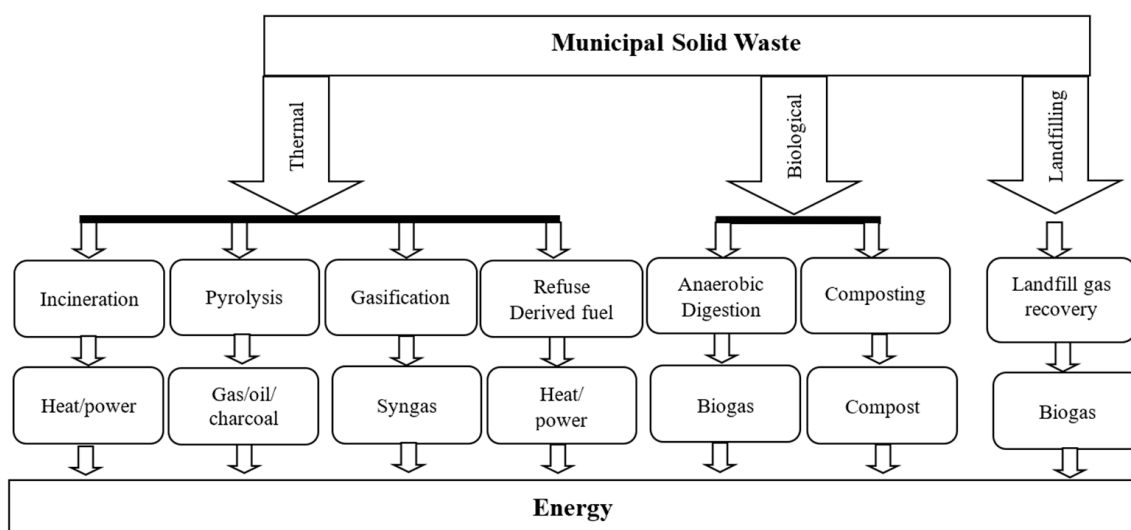 Municipal Solid Waste
Thermal
Biological
Landfilling
Incineration
Pyrolysis
Gasification
Refuse
Derived fuel
Anaerobic
Digestion
Composting
Landfill gas
recovery
Heat/power
Gas/oil/
charcoal
Syngas
Heat/
power
Biogas
Compost
Biogas
Energy